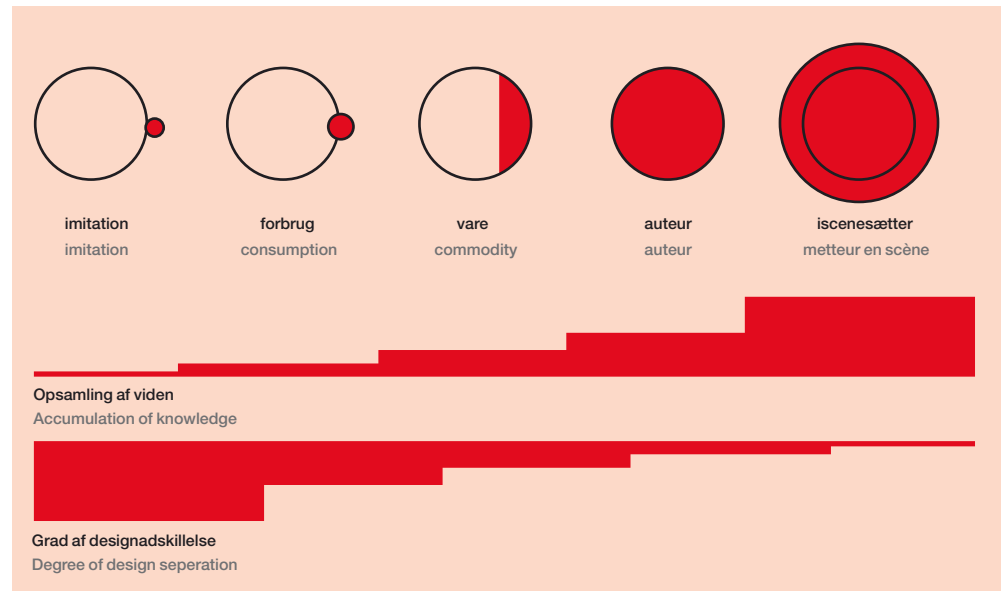 imitation
imitation
forbrug
consumption
vare
commodity
auteur
auteur
iscenesætter
metteur en scène
Opsamling af viden
Accumulation of knowledge
Grad af designadskillelse
Degree of design seperation